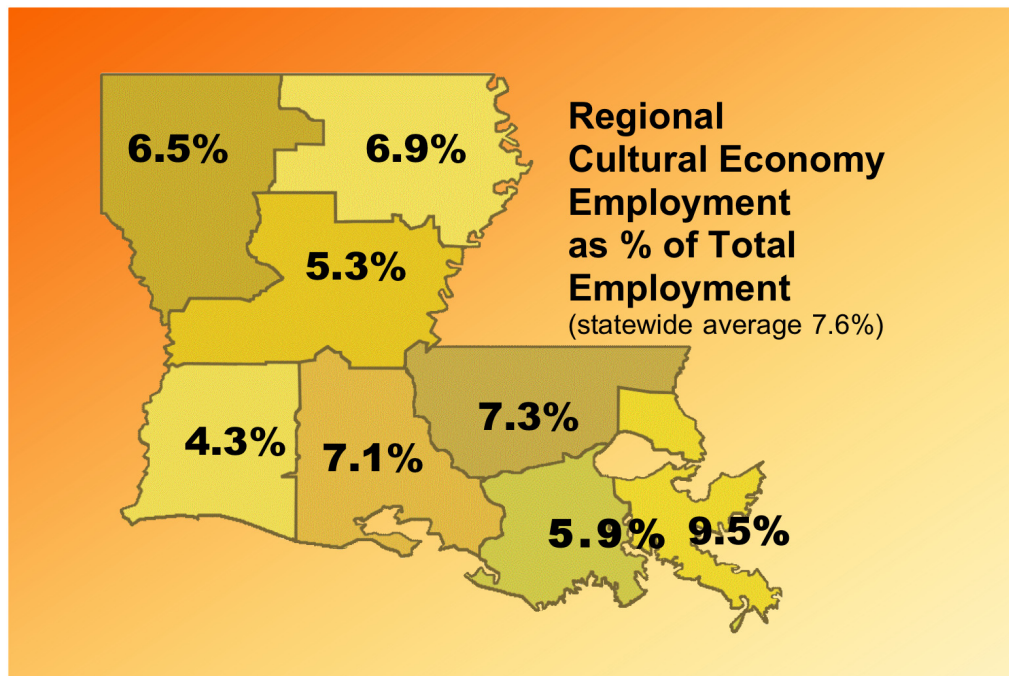 Regional
Cultural Economy
Employment
as % of Total
Employment
(statewide average 7.6%)
6.5%
6.9%
5.3%
4.3%
7.1%
7.3%
5.9%
9.5%